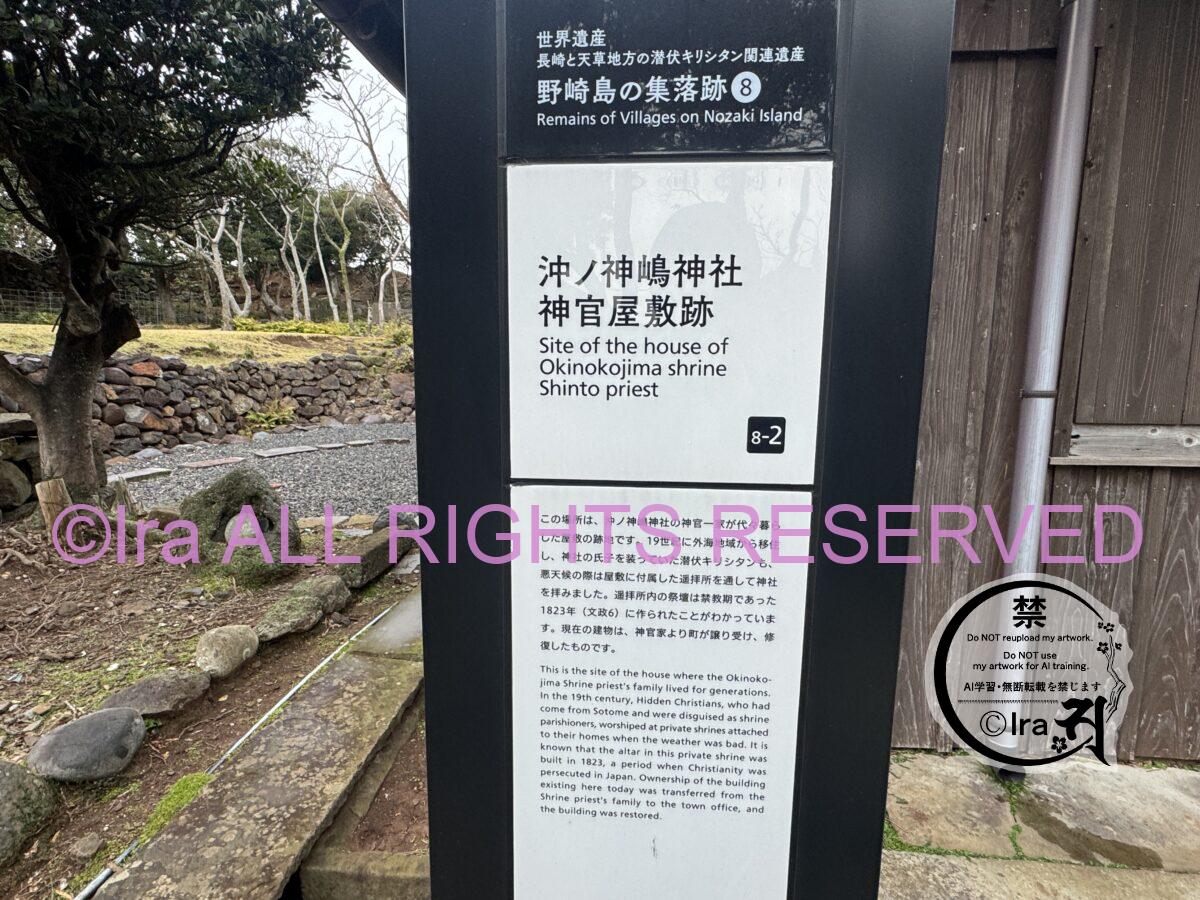 世界遺産
長崎と天草地方の潜伏キリシタン関連遺産
野崎島の集落跡 8
Remains of Villages on Nozaki Island
沖ノ神嶋神社
神官屋敷跡
Site of the house of
Okinokojima shrine
Shinto priest
8-2
この場所は、沖ノ神嶋神社の神官一家が代々暮ら
した屋敷の跡地です。19世紀に外海地域から移住
し、神社の氏子を装っていた潜伏キリシタンも、
悪天候の際は屋敷に付属した遥拝所を通して神社
を拝みました。遥拝所内の祭壇は禁教期であった
1823年（文政6）に作られたことがわかっていま
す。現在の建物は、神官家より町が譲り受け、修
復したものです。
This is the site of the house where the Okinoko-
jima Shrine priest's family lived for generations.
In the 19th century, Hidden Christians, who had
come from Sotome and were disguised as shrine
parishioners, worshiped at private shrines attached
to their homes when the weather was bad. It is
known that the altar in this private shrine was
built in 1823, a period when Christianity was
persecuted in Japan. Ownership of the building
existing here today was transferred from the
Shrine priest's family to the town office, and
the building was restored.
©Ira ALL RIGHTS RESERVED
禁
Do NOT reupload my artwork.
Do NOT use
my artwork for AI training.
AI学習・無断転載を禁じます
©Ira